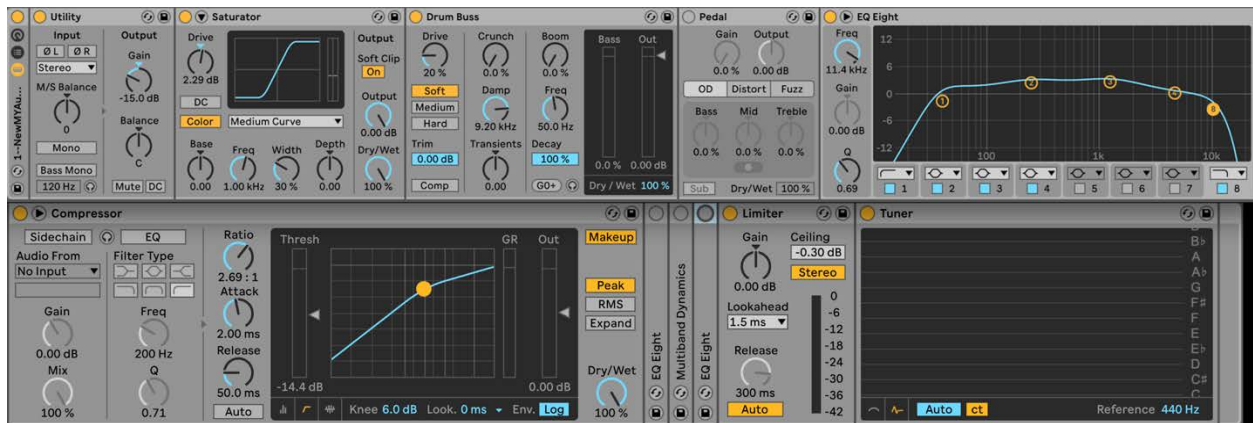 Utility
Input
Output
Ø L
Ø R
Gain
Stereo
-15.0 dB
M/S Balance
0
Balance
C
Mono
Bass Mono
120 Hz
Mute
DC
1--NewMYAu...
Saturator
Drive
2.29 dB
DC
Color
Medium Curve
Base
0.00
Freq
1.00 kHz
Width
30 %
Depth
0.00
Output
Soft Clip
On
Output
0.00 dB
Dry/Wet
100 %
Drum Buss
Drive
20 %
Crunch
0.0 %
Boom
0.0 %
Soft
Medium
Hard
Damp
9.20 kHz
Freq
50.0 Hz
Trim
0.00 dB
Transients
0.00
Decay
100 %
Comp
G0+
Bass
Out
0.0 %
0.00 dB
Dry / Wet 100 %
Pedal
Gain
0.0 %
Output
0.00 dB
OD
Distort
Fuzz
Bass
Mid
Treble
0.0 %
0.0 %
0.0 %
Sub
Dry/Wet
100 %
EQ Eight
Freq
11.4 kHz
Gain
0.00 dB
Q
0.69
12
6
0
-6
-12
100
1k
10k
1
2
3
4
8
1
2
3
4
5
6
7
8
Compressor
Sidechain
EQ
Audio From
No Input
Filter Type
Gain
0.00 dB
Mix
100 %
Freq
200 Hz
Q
0.71
Ratio
2.69 : 1
Attack
2.00 ms
Release
50.0 ms
Auto
Thresh
-14.4 dB
GR
Out
0.00 dB
Knee 6.0 dB
Look. 0 ms
Env. Log
Makeup
Peak
RMS
Expand
Dry/Wet
100 %
EQ Eight
Multiband Dynamics
EQ Eight
Limiter
Gain
0.00 dB
Ceiling
-0.30 dB
Stereo
Lookahead
1.5 ms
Release
300 ms
Auto
0
-6
-12
-18
-24
-30
-36
-42
Tuner
B♭
A
A♭
G
F♯
F
E
E♭
D
C♯
Auto
ct
Reference 440 Hz